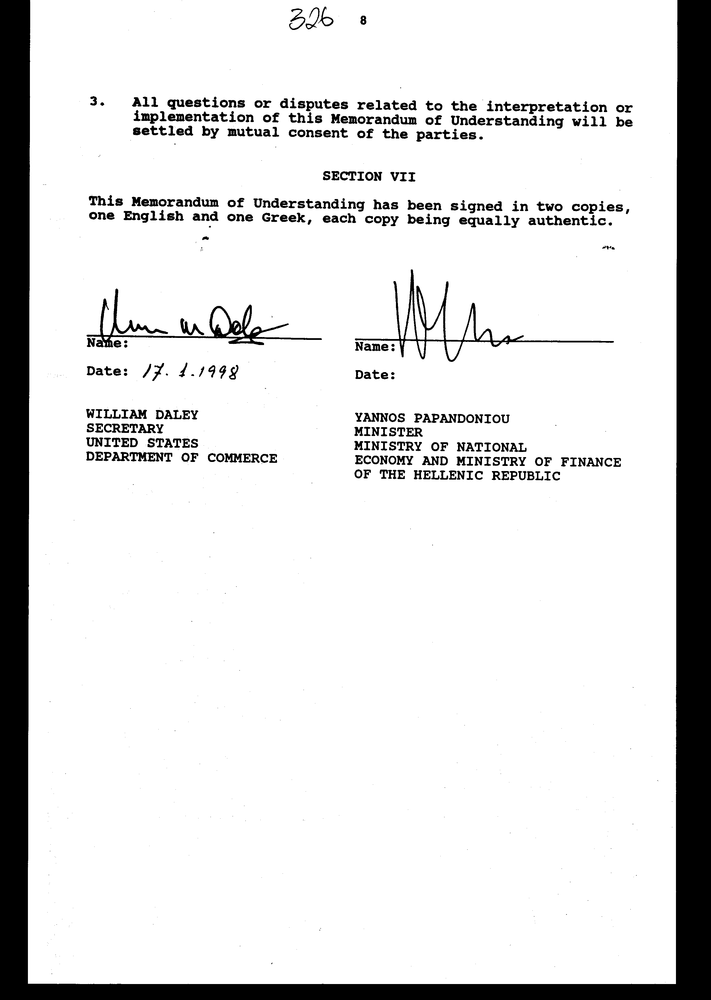 326 8
3. All questions or disputes related to the interpretation or
implementation of this Memorandum of Understanding will be
settled by mutual consent of the parties.
SECTION VII
This Memorandum of Understanding has been signed in two copies,
one English and one Greek, each copy being equally authentic.
Name: Name:
Date: 17.1.1998 Date:
WILLIAM DALEY
SECRETARY
UNITED STATES
DEPARTMENT OF COMMERCE
YANNOS PAPANDONIOU
MINISTER
MINISTRY OF NATIONAL
ECONOMY AND MINISTRY OF FINANCE
OF THE HELLENIC REPUBLIC